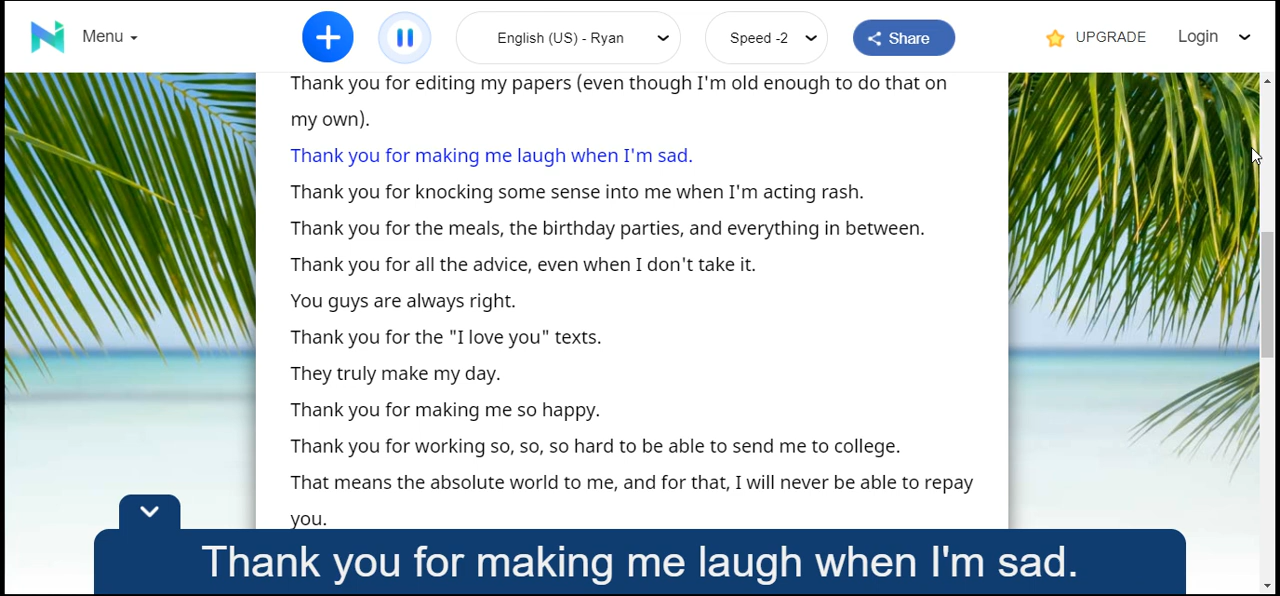 Menu
English (US) - Ryan
Speed -2
Share
UPGRADE
Login
Thank you for editing my papers (even though I'm old enough to do that on
my own).
Thank you for making me laugh when I'm sad.
Thank you for knocking some sense into me when I'm acting rash.
Thank you for the meals, the birthday parties, and everything in between.
Thank you for all the advice, even when I don't take it.
You guys are always right.
Thank you for the "I love you" texts.
They truly make my day.
Thank you for making me so happy.
Thank you for working so, so, so hard to be able to send me to college.
That means the absolute world to me, and for that, I will never be able to repay
you.
Thank you for making me laugh when I'm sad.